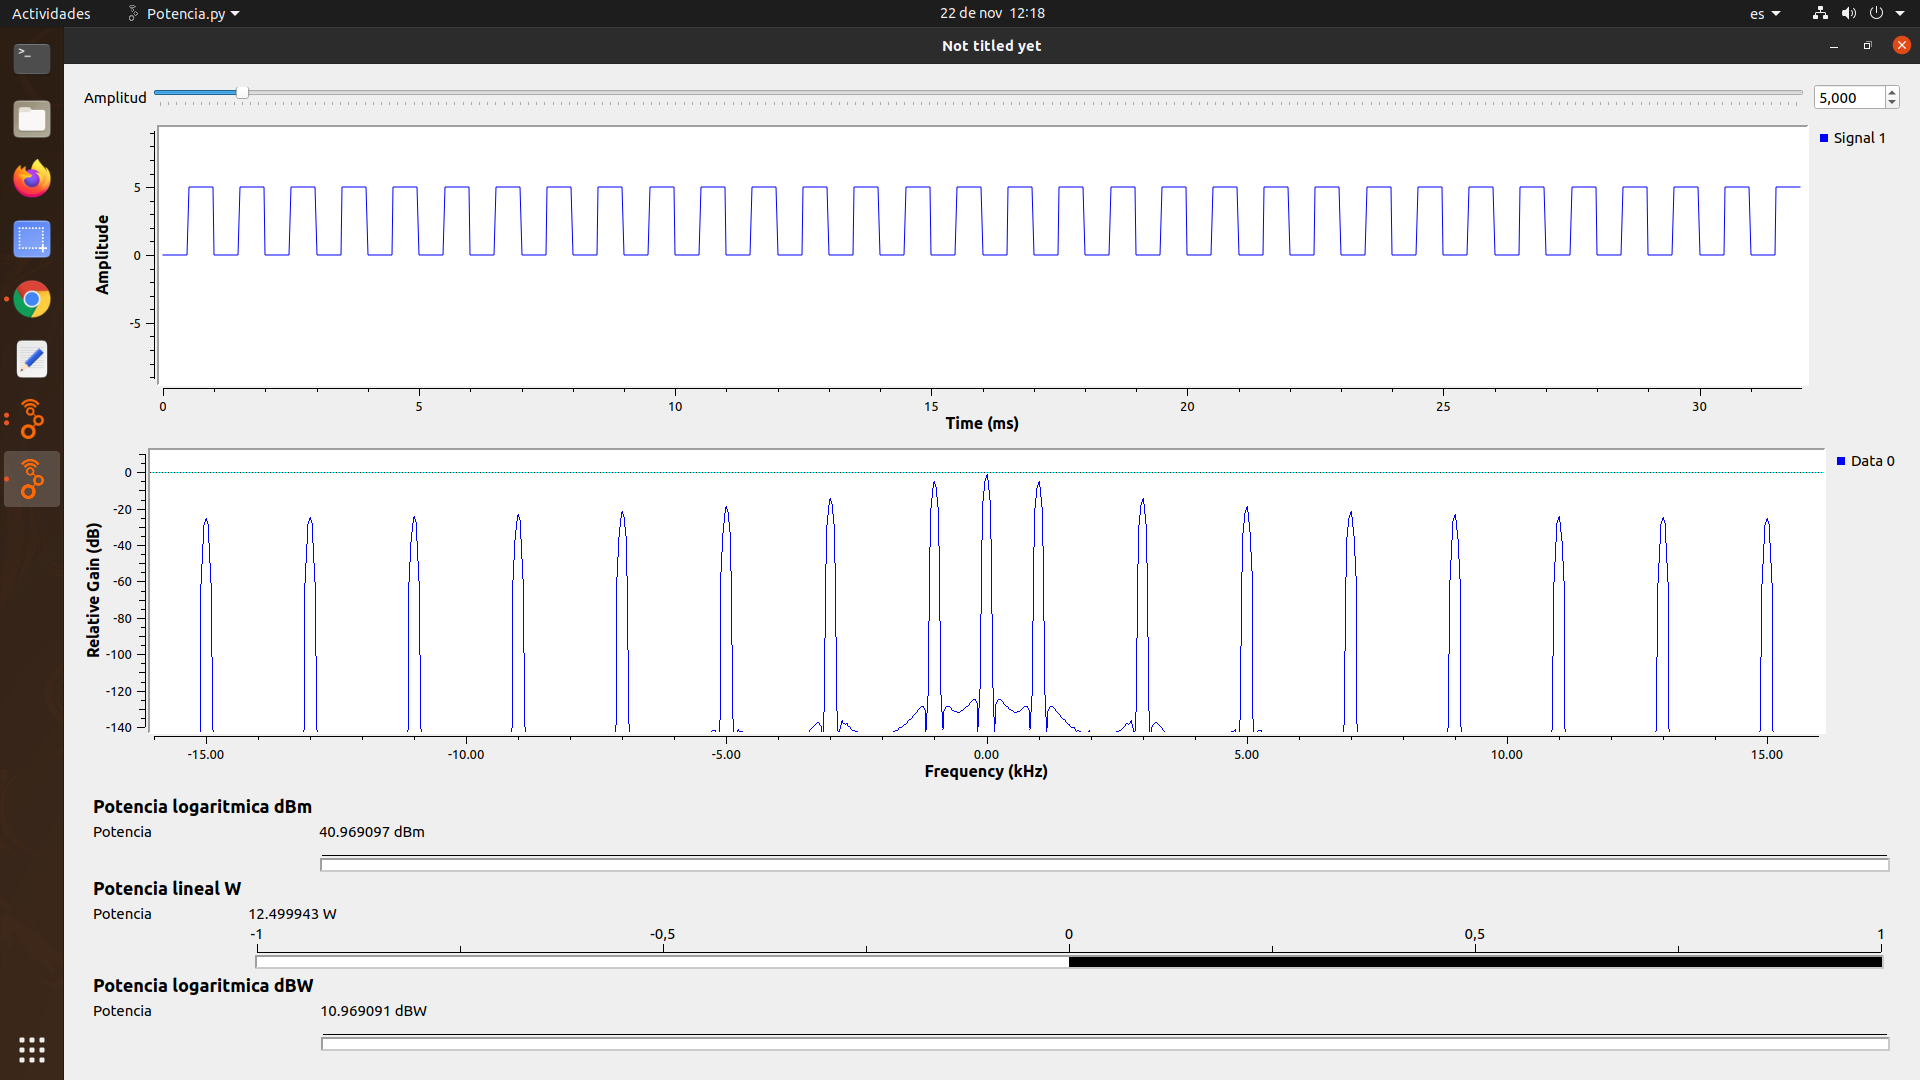 Actividades Potencia.py 22 de nov 12:18 es
Not titled yet
Amplitud 5,000
Signal 1
Amplitude
5
0
-5
0 5 10 15 20 25 30
Time (ms)
Data 0
Relative Gain (dB)
0
-20
-40
-60
-80
-100
-120
-140
-15.00 -10.00 -5.00 0.00 5.00 10.00 15.00
Frequency (kHz)
Potencia logaritmica dBm
Potencia 40.969097 dBm
Potencia lineal W
Potencia 12.499943 W
-1 -0,5 0 0,5 1
Potencia logaritmica dBW
Potencia 10.969091 dBW